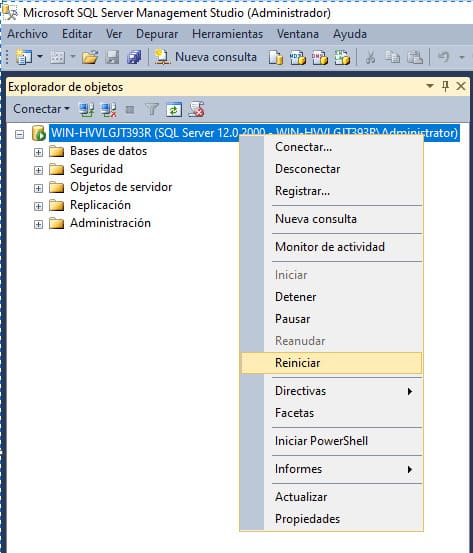 Microsoft SQL Server Management Studio (Administrador)
Archivo Editar Ver Depurar Herramientas Ventana Ayuda
Nueva consulta
Explorador de objetos
Conectar
WIN-HVVLGJT393R (SQL Server 12.0.2000 - WIN-HVVLGJT393R\Administrator)
Bases de datos
Seguridad
Objetos de servidor
Replicación
Administración
Conectar...
Desconectar
Registrar...
Nueva consulta
Monitor de actividad
Iniciar
Detener
Pausar
Reanudar
Reiniciar
Directivas
Facetas
Iniciar PowerShell
Informes
Actualizar
Propiedades